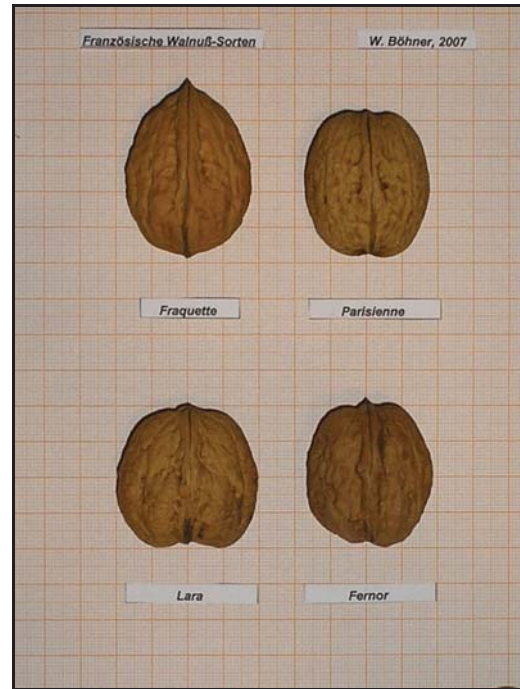 Französische Walnuß-Sorten
W. Böhner, 2007
Fraquette
Parisienne
Lara
Fernor